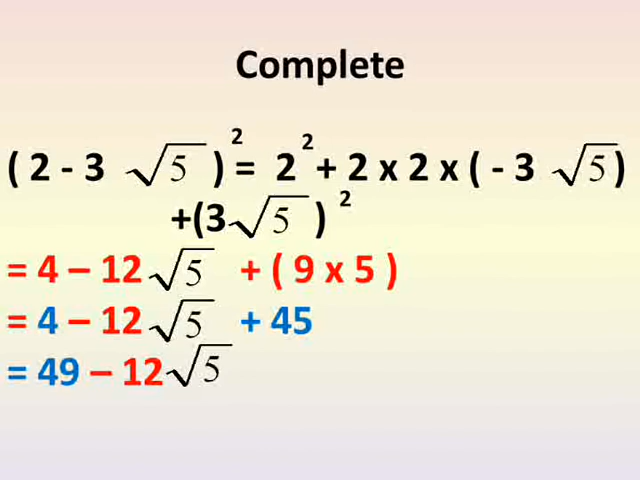 Complete
( 2 - 3 √5 )² = 2² + 2 x 2 x ( - 3 √5 )
+(3√5 )²
= 4 – 12 √5 + ( 9 x 5 )
= 4 – 12 √5 + 45
= 49 – 12√5